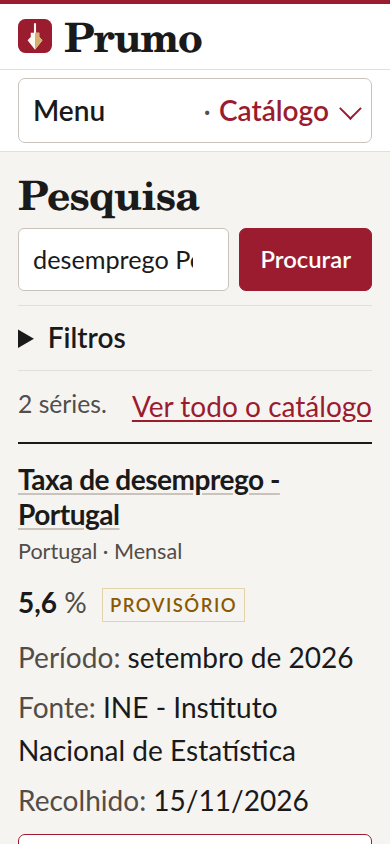 Prumo
Menu · Catálogo
Pesquisa
desemprego Procurar
Filtros
2 séries. Ver todo o catálogo
Taxa de desemprego -
Portugal
Portugal · Mensal
5,6 % PROVISÓRIO
Período: setembro de 2026
Fonte: INE - Instituto
Nacional de Estatística
Recolhido: 15/11/2026